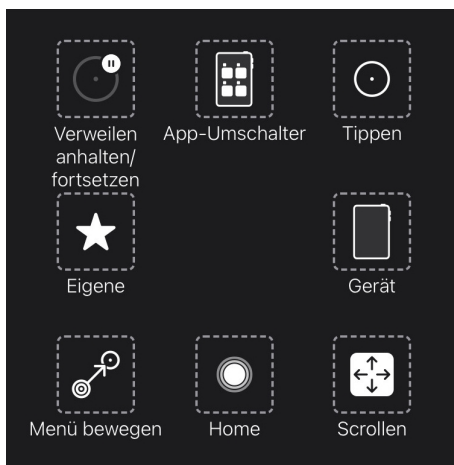 Verweilen
anhalten/
fortsetzen
App-Umschalter
Tippen
Eigene
Gerät
Menü bewegen
Home
Scrollen